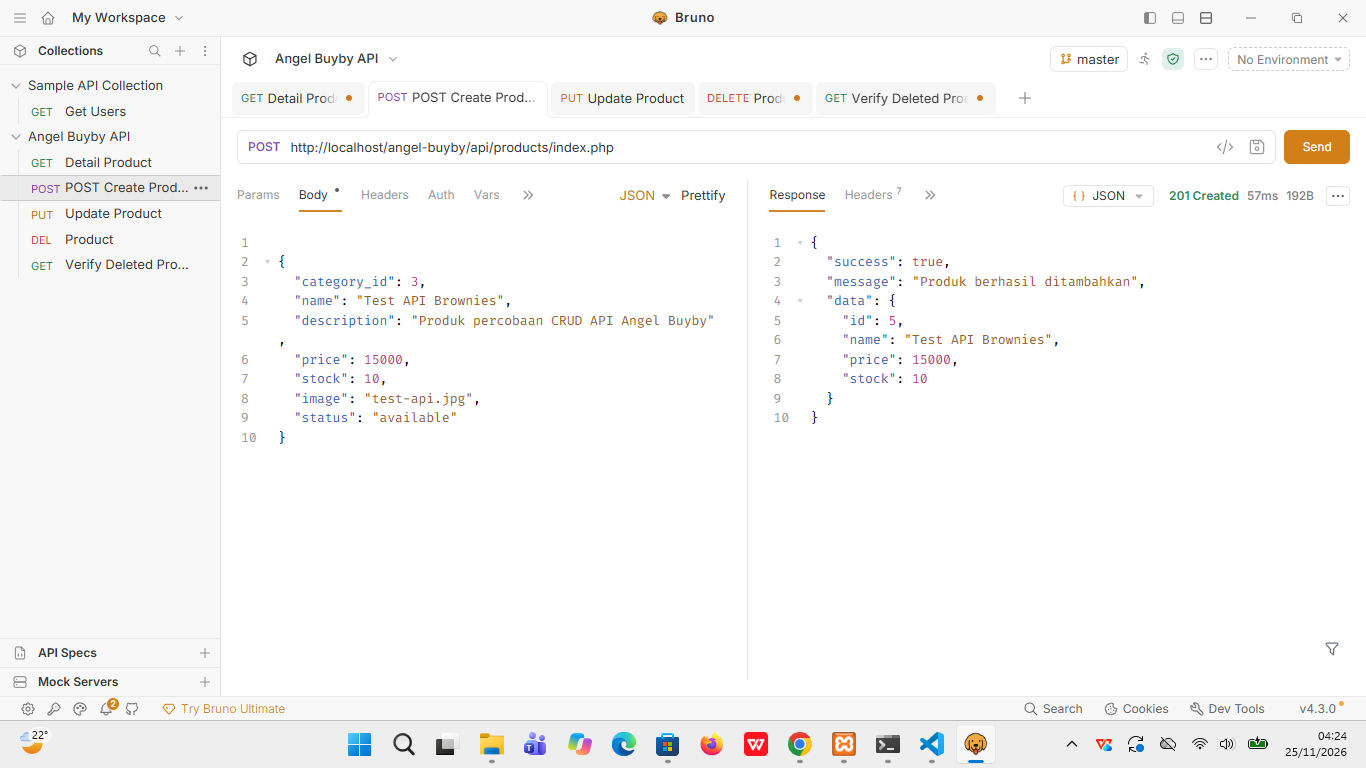 My Workspace
Bruno
Collections
Angel Buyby API
master
No Environment
Sample API Collection
GET Get Users
Angel Buyby API
GET Detail Product
POST POST Create Prod...
PUT Update Product
DEL Product
GET Verify Deleted Pro...
GET Detail Prod
POST POST Create Prod...
PUT Update Product
DELETE Prod
GET Verify Deleted Pro
POST http://localhost/angel-buyby/api/products/index.php
Send
Params Body Headers Auth Vars
JSON Prettify
1
2 {
3 "category_id": 3,
4 "name": "Test API Brownies",
5 "description": "Produk percobaan CRUD API Angel Buyby"
,
6 "price": 15000,
7 "stock": 10,
8 "image": "test-api.jpg",
9 "status": "available"
10 }
Response Headers 7
{ } JSON
201 Created 57ms 192B
1 {
2 "success": true,
3 "message": "Produk berhasil ditambahkan",
4 "data": {
5 "id": 5,
6 "name": "Test API Brownies",
7 "price": 15000,
8 "stock": 10
9 }
10 }
API Specs
Mock Servers
2
Try Bruno Ultimate
Search
Cookies
Dev Tools
v4.3.0
22°
04:24
25/11/2026